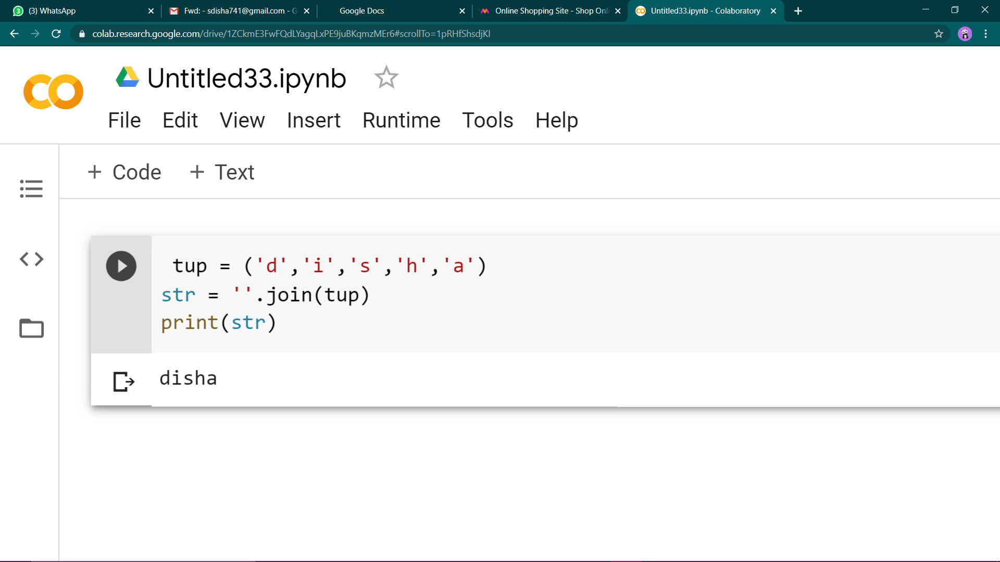 3 (3) WhatsApp Fwd: - sdisha741@gmail.com - G Google Docs Online Shopping Site - Shop Onli Untitled33.ipynb - Colaboratory
colab.research.google.com/drive/1ZCkmE3FwFQdLYagqLxPE9juBKqmzMEr6#scrollTo=1pRHfShsdjKI
Untitled33.ipynb
File Edit View Insert Runtime Tools Help
+ Code + Text
tup = ('d','i','s','h','a')
str = ''.join(tup)
print(str)
disha